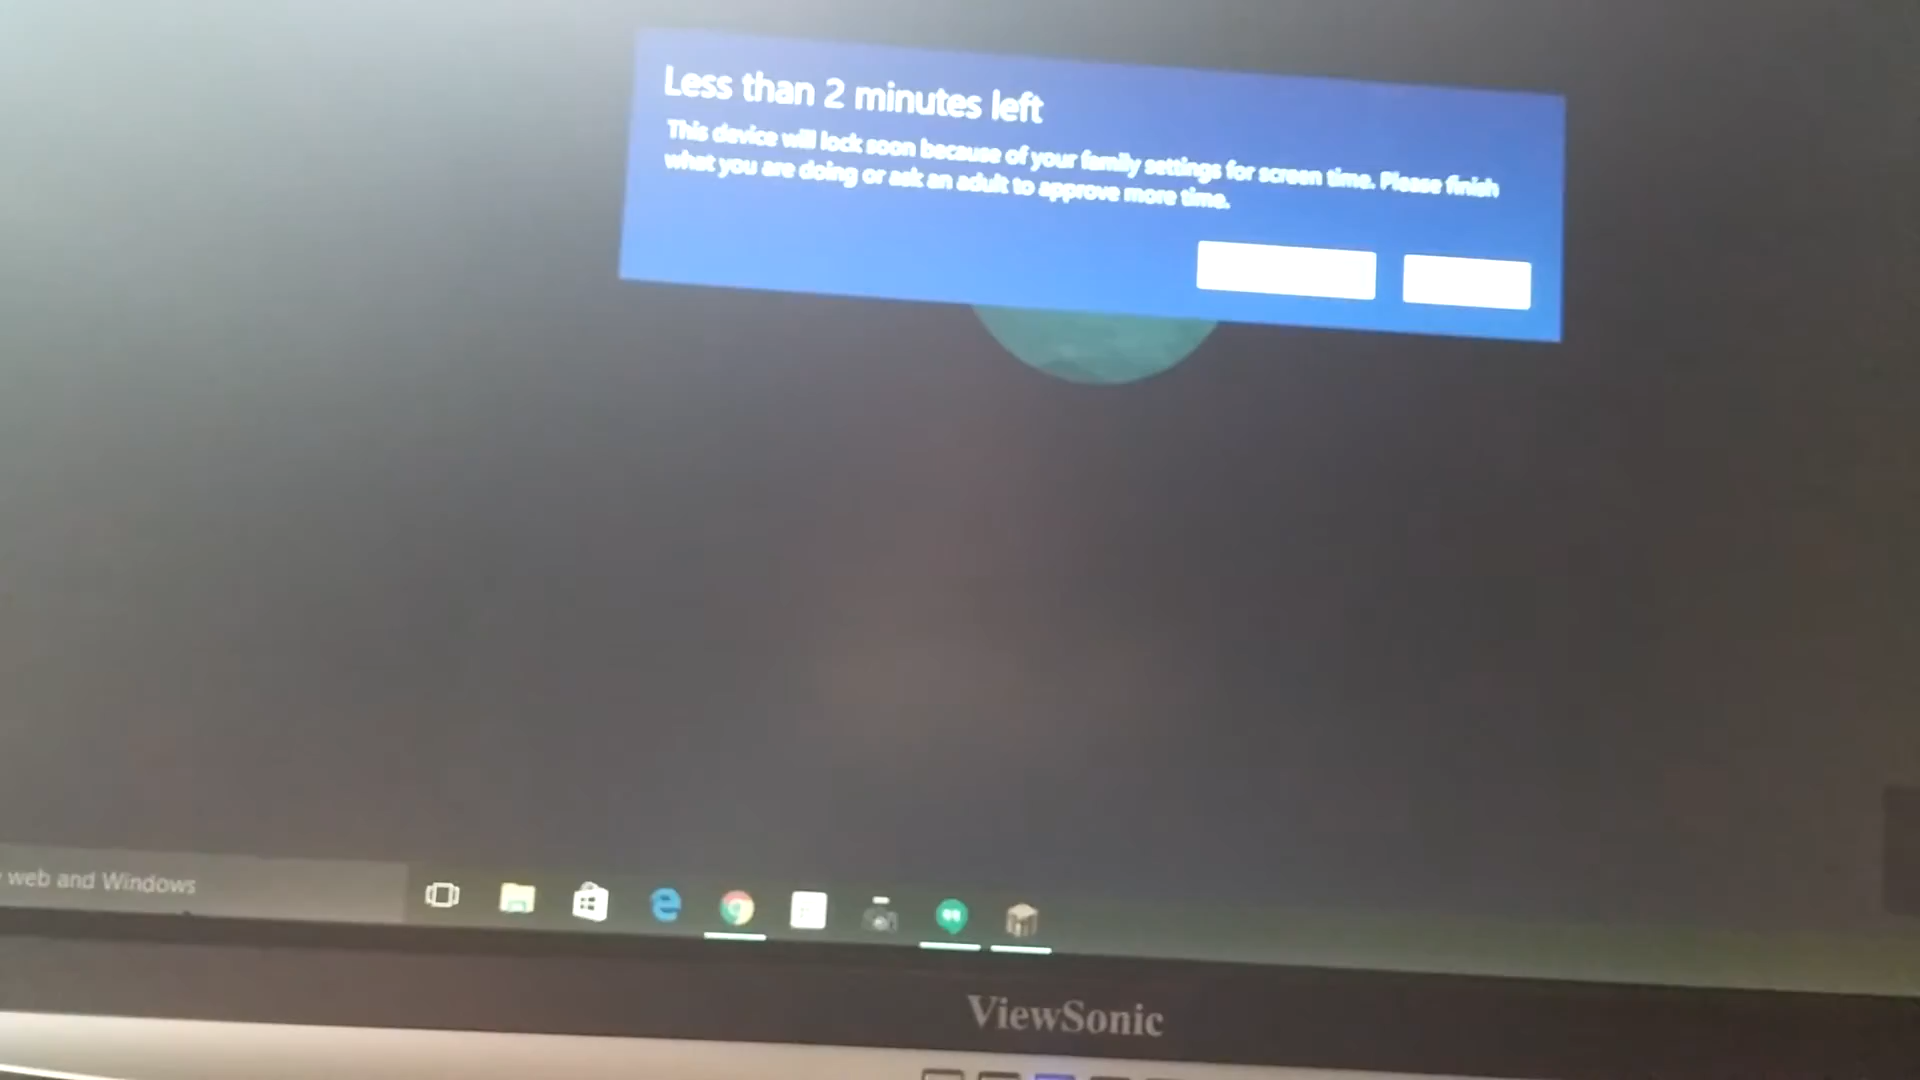 Less than 2 minutes left
This device will lock soon because of your family settings for screen time. Please finish
what you are doing or ask an adult to approve more time.
web and Windows
ViewSonic